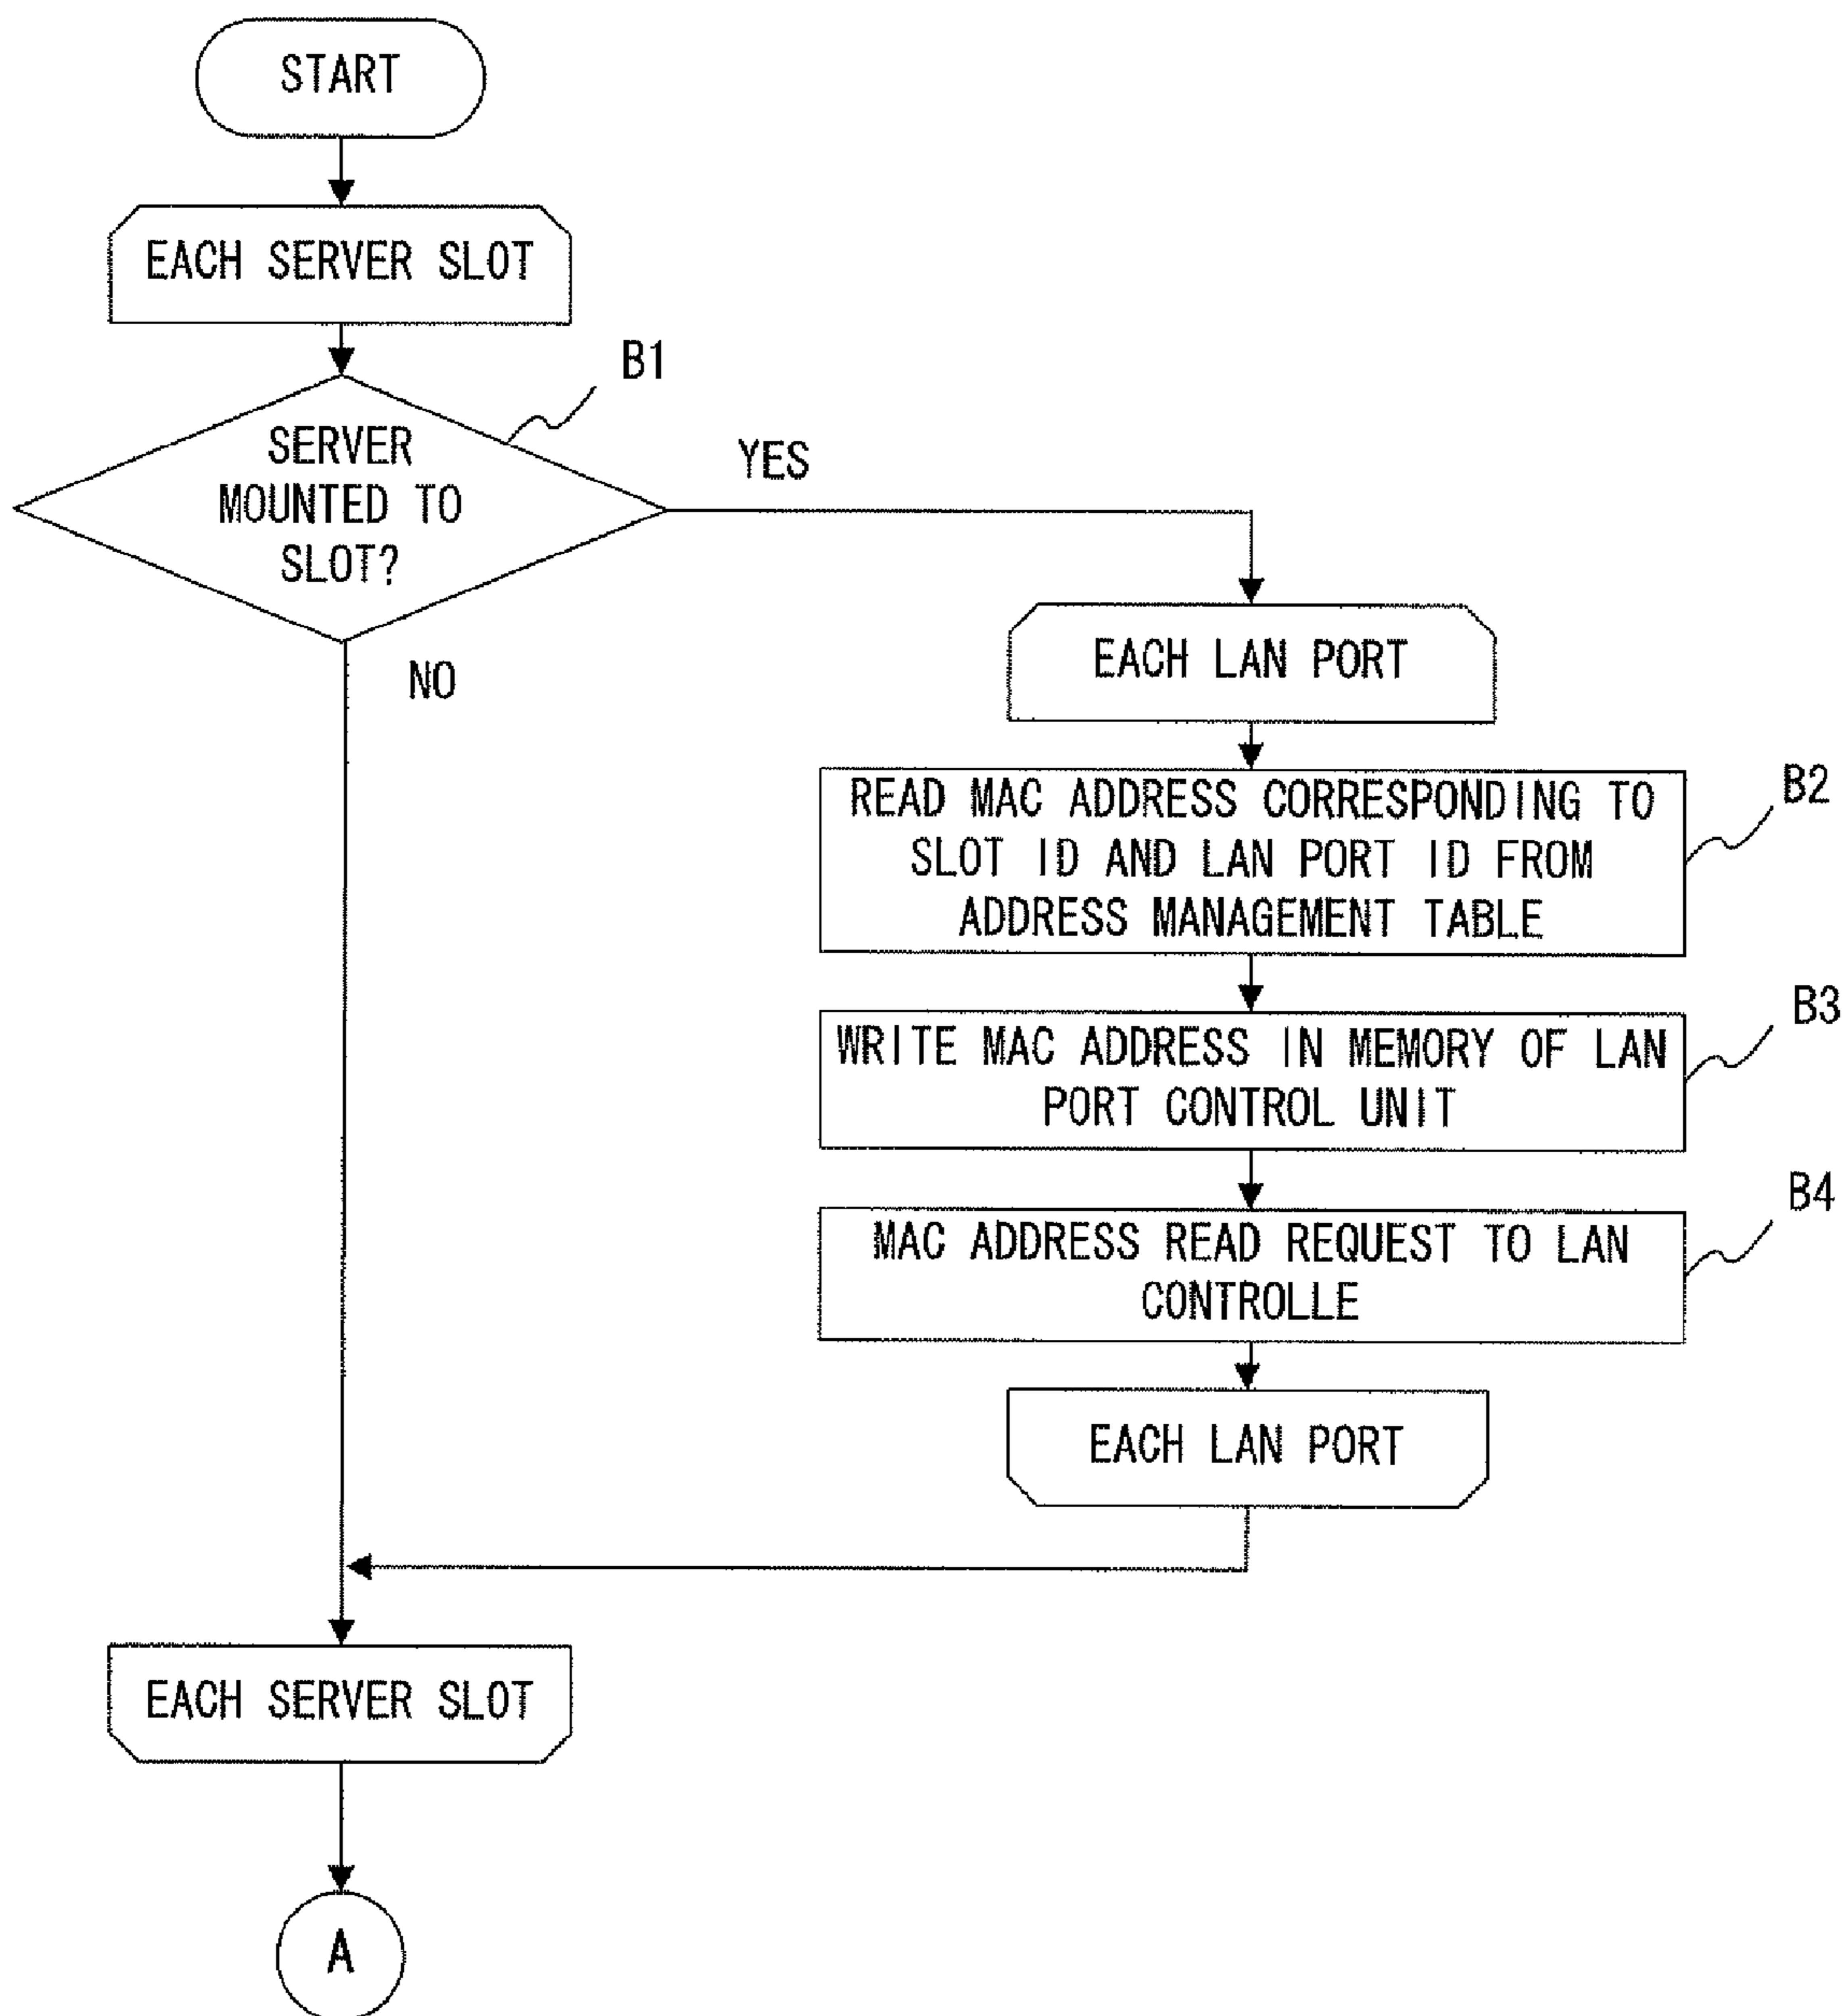 START
EACH SERVER SLOT
B1
SERVER
MOUNTED TO
SLOT?
YES
NO
EACH LAN PORT
READ MAC ADDRESS CORRESPONDING TO
SLOT ID AND LAN PORT ID FROM
ADDRESS MANAGEMENT TABLE
B2
WRITE MAC ADDRESS IN MEMORY OF LAN
PORT CONTROL UNIT
B3
MAC ADDRESS READ REQUEST TO LAN
CONTROLLE
B4
EACH LAN PORT
EACH SERVER SLOT
A